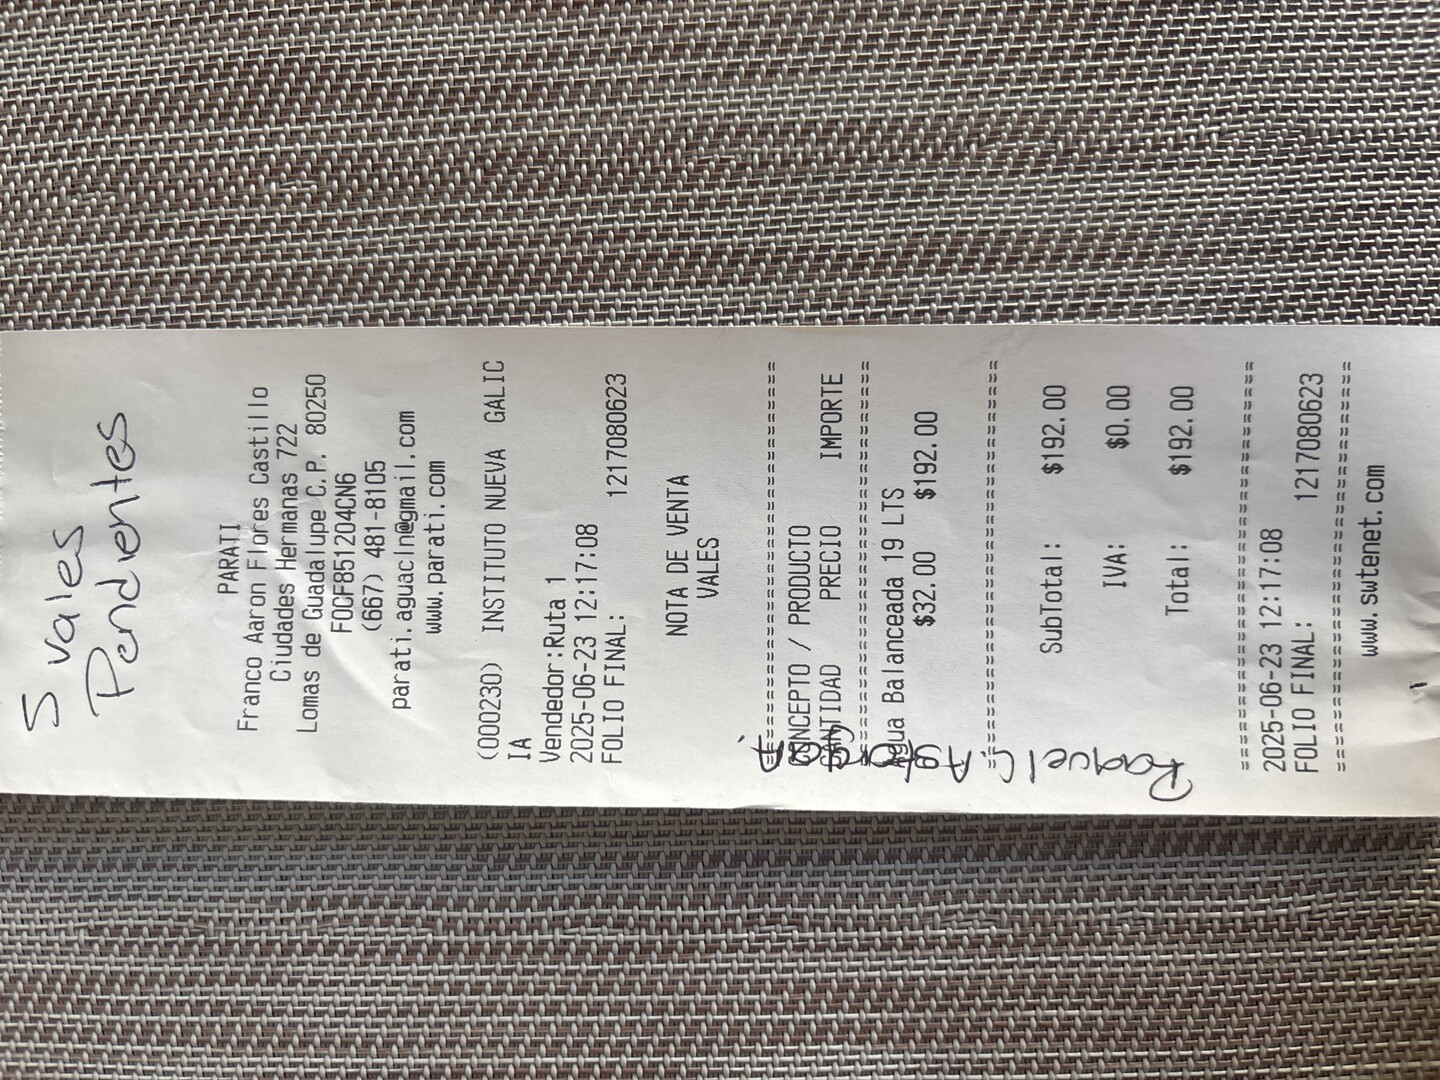 5 vales
Pendientes
PARATI
Franco Aaron Flores Castillo
Ciudades Hermanas 722
Lomas de Guadalupe C.P. 80250
FOCF851204CN6
(667) 481-8105
parati.aguacln@gmail.com
www.parati.com
(000230) INSTITUTO NUEVA GALIC
IA
Vendedor:Ruta 1
2025-06-23 12:17:08
FOLIO FINAL: 1217080623
NOTA DE VENTA
VALES
==============================
CONCEPTO / PRODUCTO
CANTIDAD PRECIO IMPORTE
==============================
Agua Balanceada 19 LTS
$32.00 $192.00
==============================
SubTotal: $192.00
IVA: $0.00
Total: $192.00
Raquel C.
==============================
2025-06-23 12:17:08
FOLIO FINAL: 1217080623
==============================
www.swtenet.com